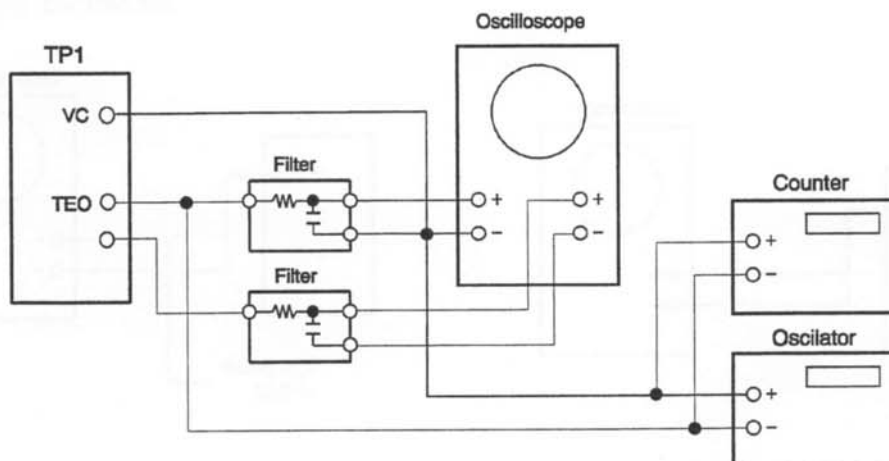 Oscilloscope
TP1
VC
Filter
TEO
+ +
- -
Counter
+
-
Filter
Oscilator
+
-